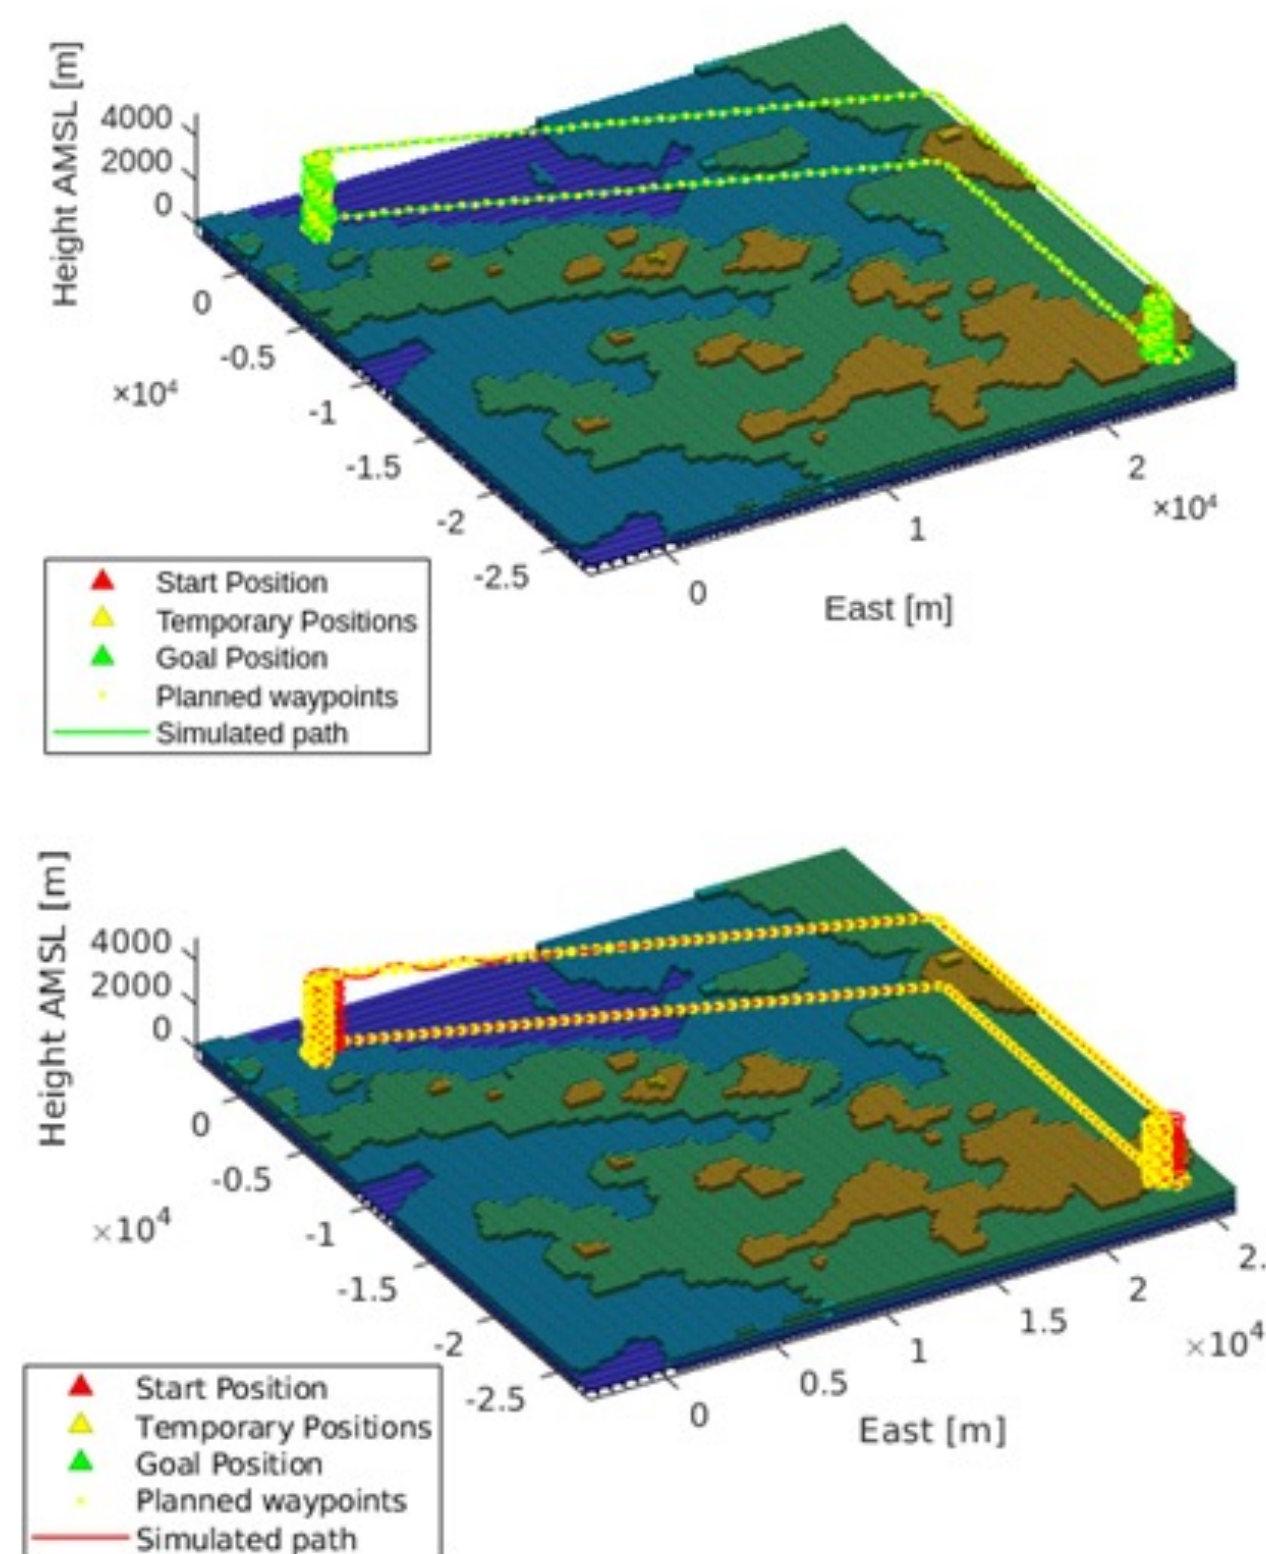 Height AMSL [m]
4000
2000
0
0
-0.5
×10⁴
-1
-1.5
-2
-2.5
0
1
2
×10⁴
East [m]
Start Position
Temporary Positions
Goal Position
Planned waypoints
Simulated path
Height AMSL [m]
4000
2000
0
0
-0.5
×10⁴
-1
-1.5
-2
-2.5
0
0.5
1
1.5
2
2.
×10⁴
East [m]
Start Position
Temporary Positions
Goal Position
Planned waypoints
Simulated path